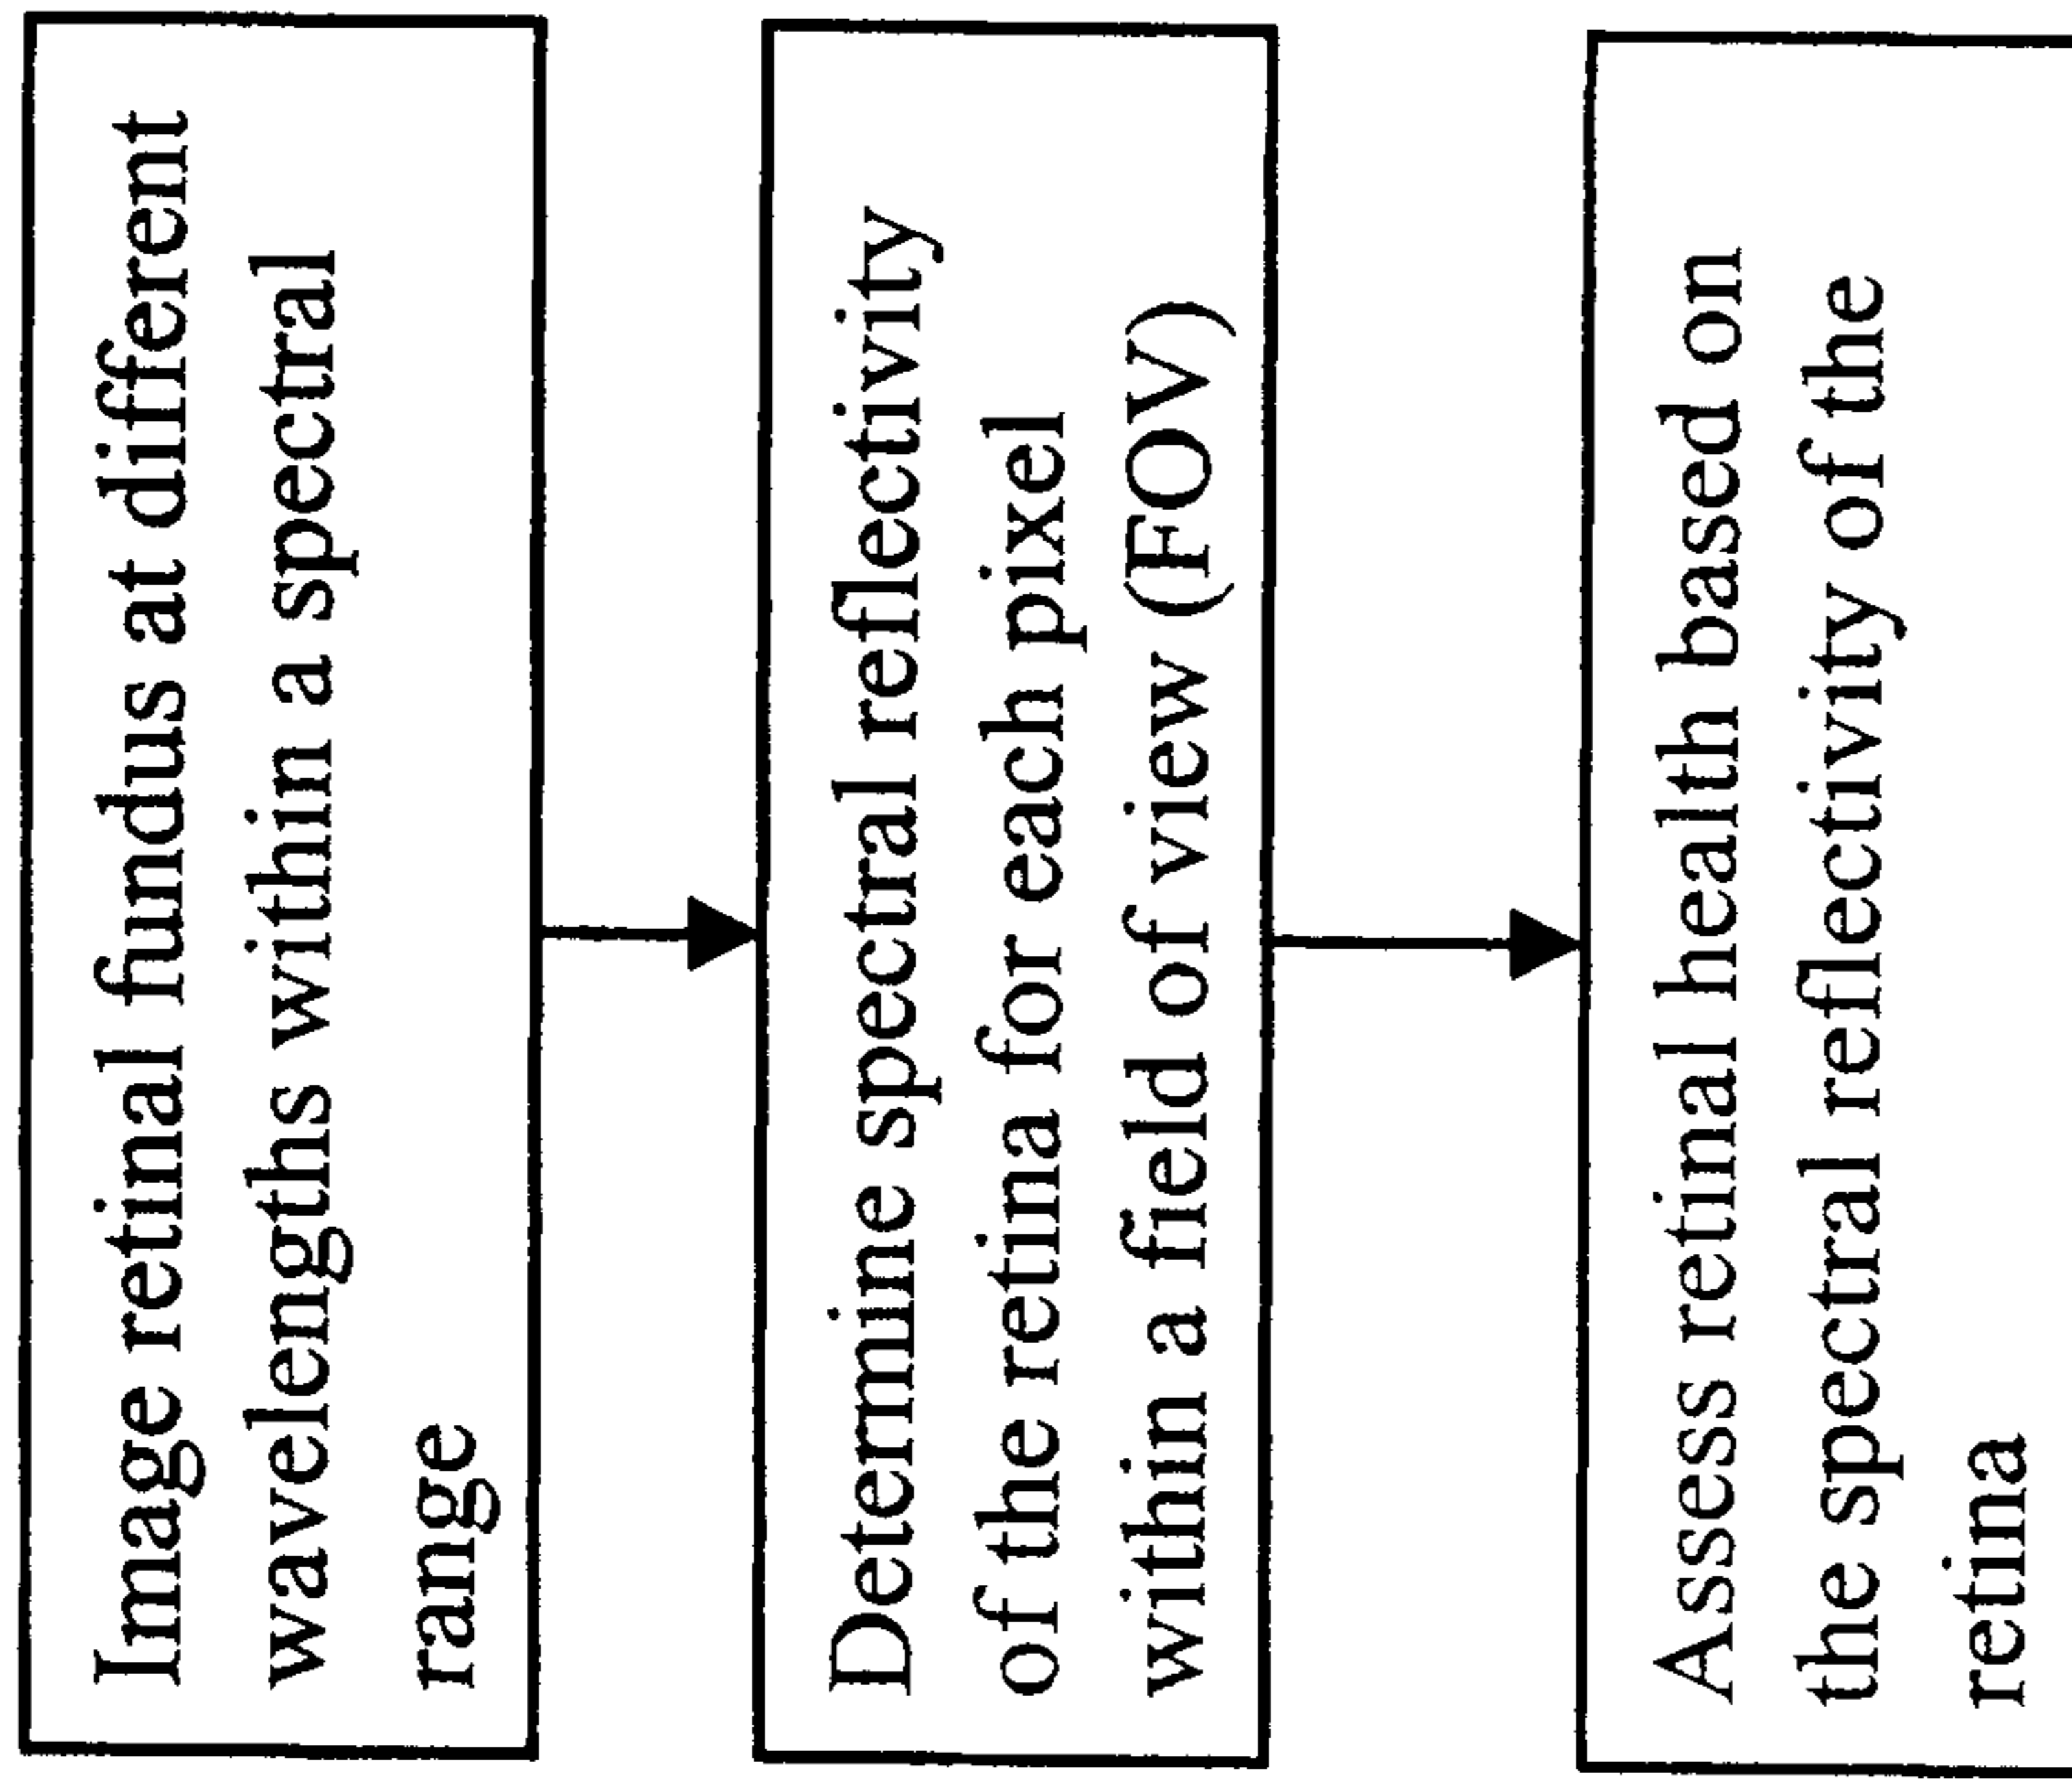 Image retinal fundus at different
wavelengths within a spectral
range
Determine spectral reflectivity
of the retina for each pixel
within a field of view (FOV)
Assess retinal health based on
the spectral reflectivity of the
retina